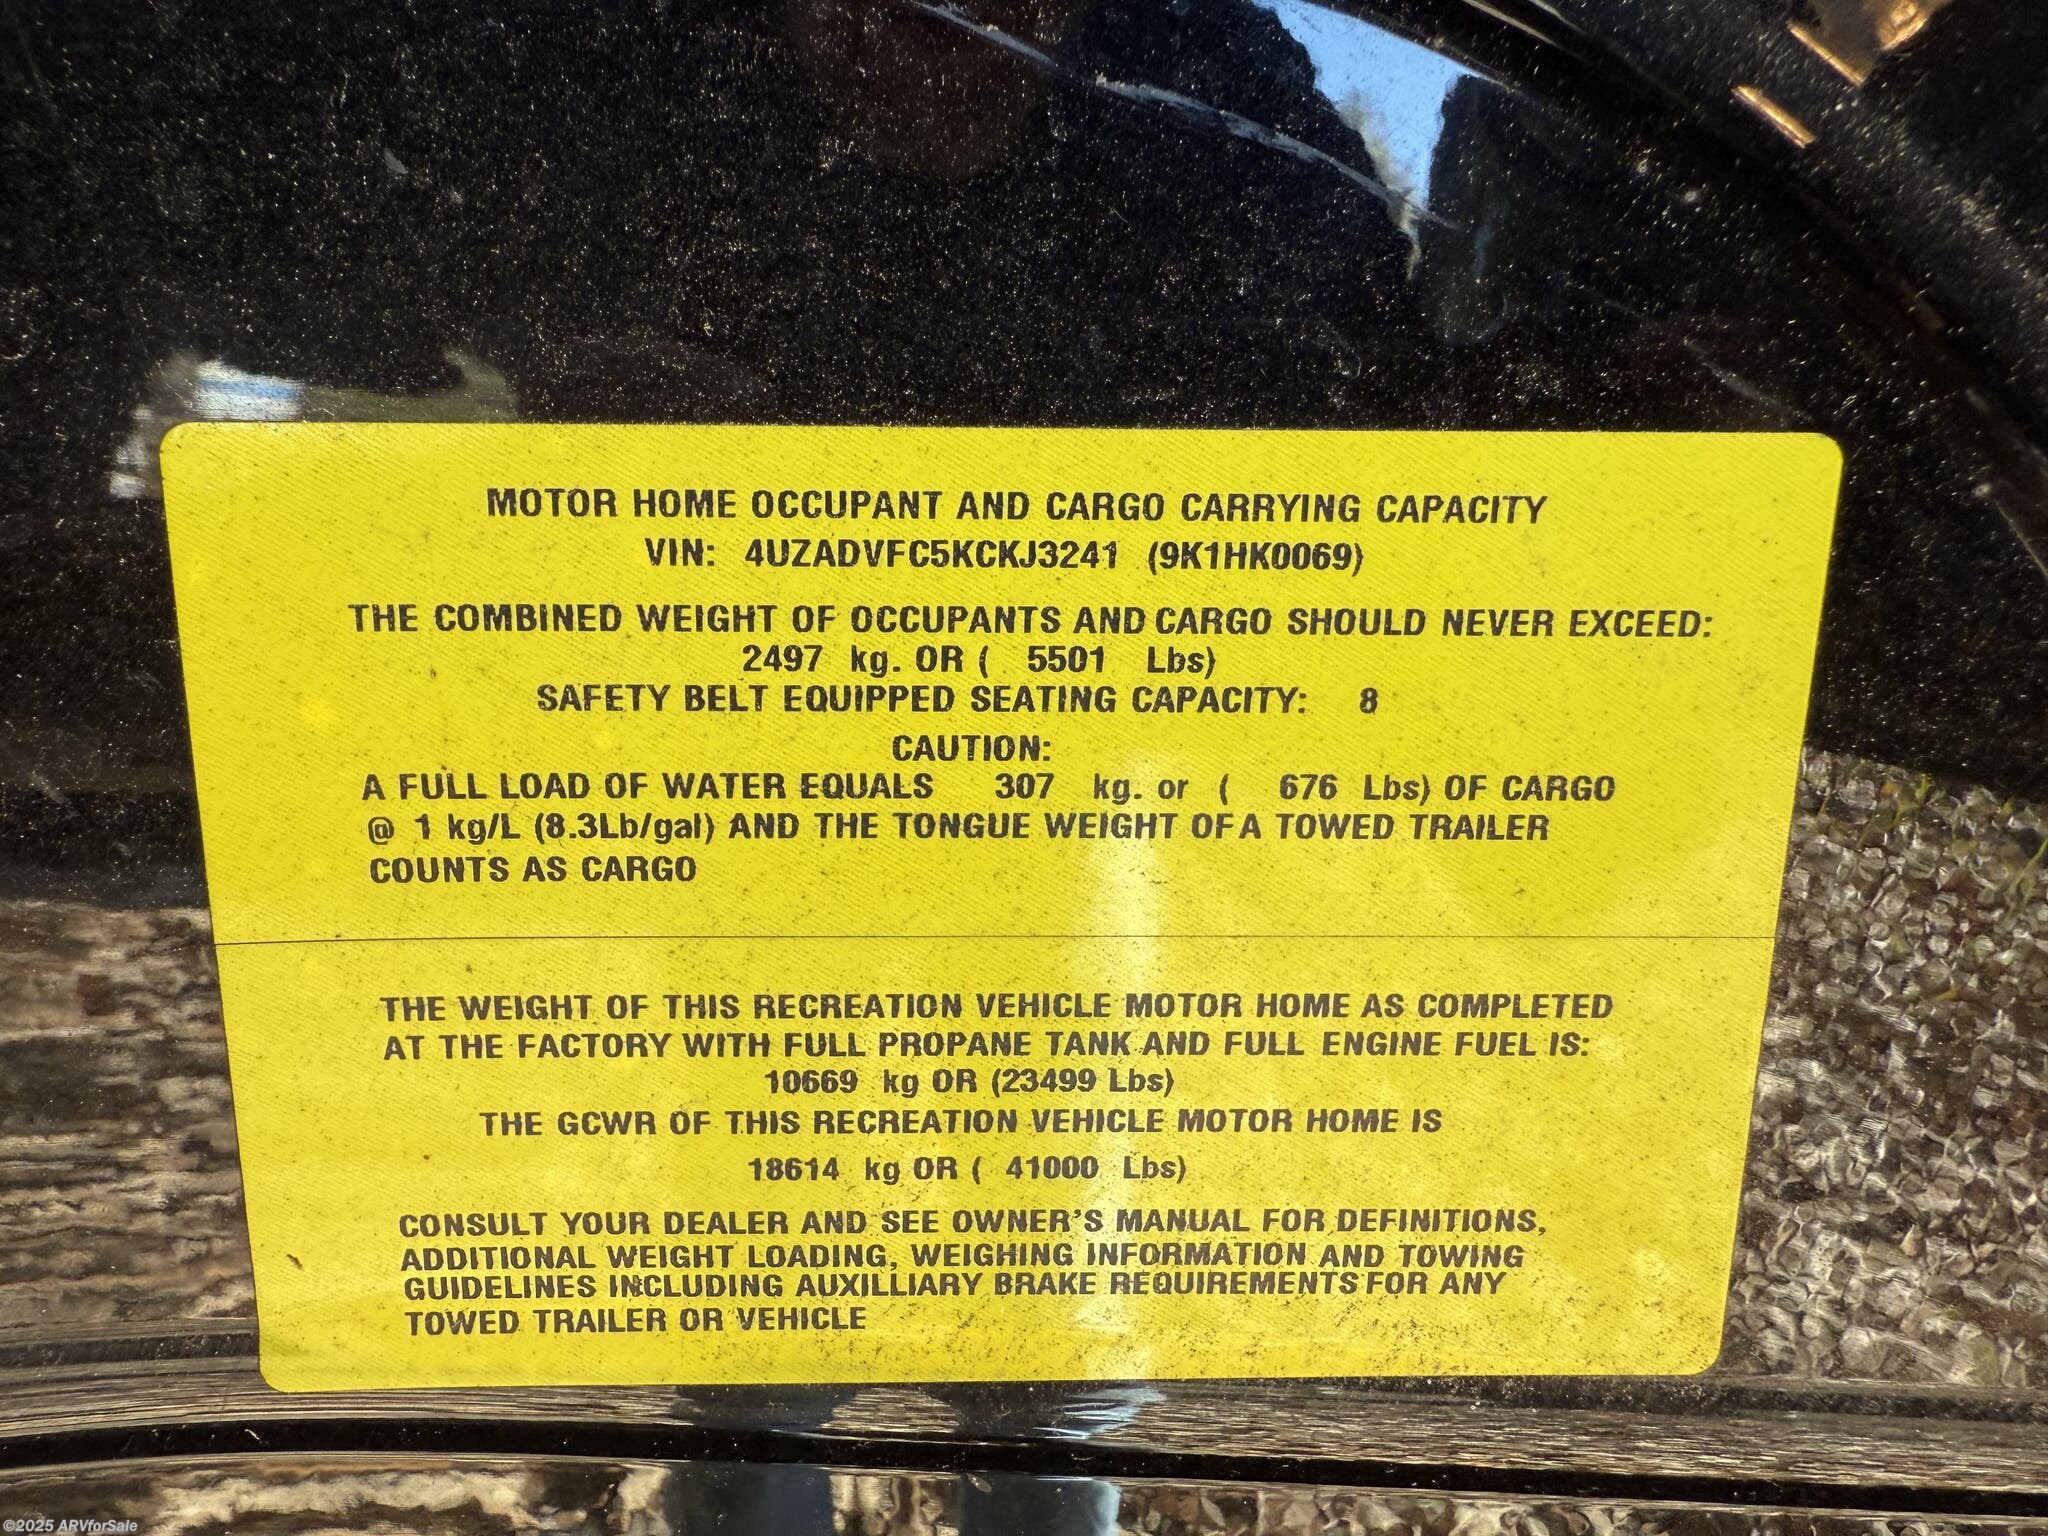 MOTOR HOME OCCUPANT AND CARGO CARRYING CAPACITY
VIN: 4UZADVFC5KCKJ3241 (9K1HK0069)
THE COMBINED WEIGHT OF OCCUPANTS AND CARGO SHOULD NEVER EXCEED:
2497 kg. OR ( 5501 Lbs)
SAFETY BELT EQUIPPED SEATING CAPACITY: 8
CAUTION:
A FULL LOAD OF WATER EQUALS 307 kg. or ( 676 Lbs) OF CARGO
@ 1 kg/L (8.3Lb/gal) AND THE TONGUE WEIGHT OF A TOWED TRAILER
COUNTS AS CARGO
THE WEIGHT OF THIS RECREATION VEHICLE MOTOR HOME AS COMPLETED
AT THE FACTORY WITH FULL PROPANE TANK AND FULL ENGINE FUEL IS:
10669 kg OR (23499 Lbs)
THE GCWR OF THIS RECREATION VEHICLE MOTOR HOME IS
18614 kg OR ( 41000 Lbs)
CONSULT YOUR DEALER AND SEE OWNER'S MANUAL FOR DEFINITIONS,
ADDITIONAL WEIGHT LOADING, WEIGHING INFORMATION AND TOWING
GUIDELINES INCLUDING AUXILLIARY BRAKE REQUIREMENTS FOR ANY
TOWED TRAILER OR VEHICLE
©2025 ARVforSale